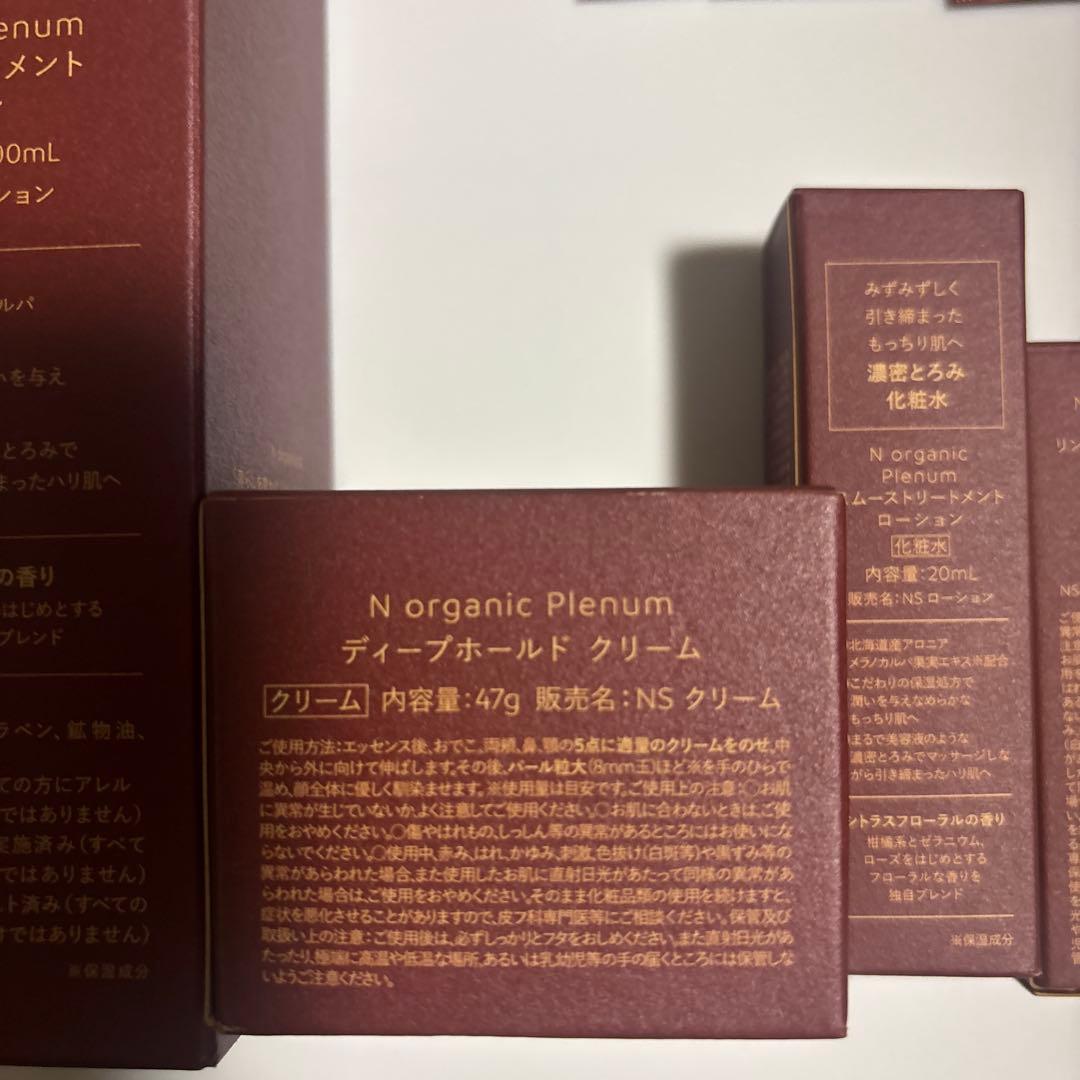 enum
メント
00mL
ション
ルパ
いを与え
とろみで
まったハリ肌へ
の香り
はじめとする
ブレンド
ラベン、鉱物油、
ての方にアレル
ではありません)
実施済み(すべて
ではありません)
スト済み(すべての
けではありません)
※保湿成分
N organic Plenum
ディープホールド クリーム
クリーム 内容量:47g 販売名:NS クリーム
ご使用方法:エッセンス後、おでこ、両頬、鼻、顎の5点に適量のクリームをのせ、中
央から外に向けて伸ばします。その後、パール粒大(8mm玉)ほど※を手のひらで
温め、顔全体に優しく馴染ませます。※使用量は目安です。ご使用上の注意:〇お肌
に異常が生じていないか、よく注意してご使用ください。〇お肌に合わないときは、ご使
用をおやめください。〇傷やはれもの、しっしん等の異常があるところにはお使いにな
らないでください。〇使用中、赤み、はれ、かゆみ、刺激、色抜け(白斑等)や黒ずみ等の
異常があらわれた場合、また使用したお肌に直射日光があたって同様の異常があ
らわれた場合は、ご使用をおやめください。そのまま化粧品類の使用を続けますと、
症状を悪化させることがありますので、皮フ科専門医等にご相談ください。保管及び
取扱い上の注意:ご使用後は、必ずしっかりとフタをおしめください。また直射日光があ
たったり、極端に高温や低温な場所、あるいは乳幼児等の手の届くところには保管しな
いようご注意ください。
みずみずしく
引き締まった
もっちり肌へ
濃密とろみ
化粧水
N organic
Plenum
ムーストリートメント
ローション
化粧水
内容量:20mL
販売名:NS ローション
北海道産アロニア
メラノカルパ果実エキス※配合
こだわりの保湿処方で
潤いを与えなめらかな
もっちり肌へ
まるで美容液のような
濃密とろみでマッサージしな
がら引き締まったハリ肌へ
ントラスフローラルの香り
柑橘系とゼラニウム、
ローズをはじめとする
フローラルな香りを
独自ブレンド
※保湿成分
リン
NS